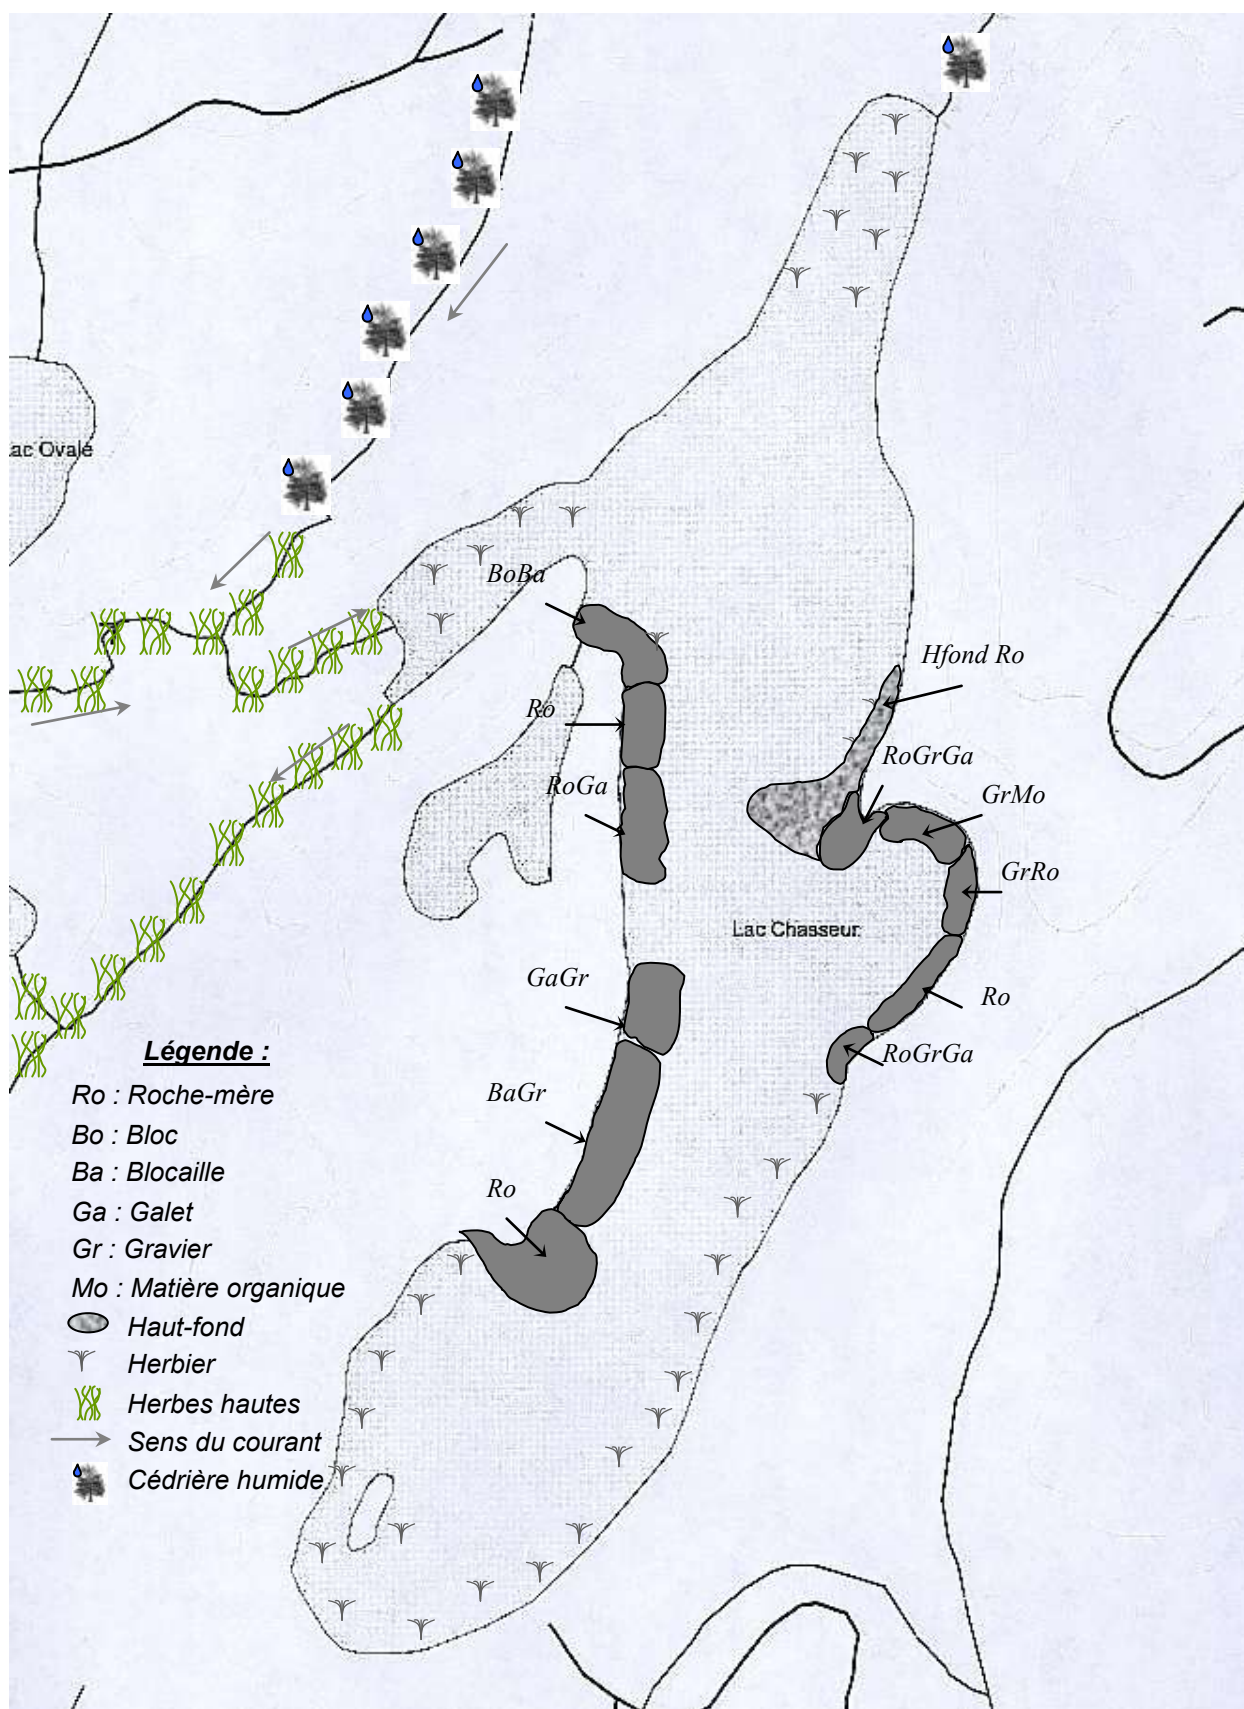 ac Ovale
BoBa
Hfond Ro
Ro
RoGrGa
RoGa
GrMo
GrRo
Lac Chasseur
GaGr
Ro
RoGrGa
BaGr
Ro
Légende :
Ro : Roche-mère
Bo : Bloc
Ba : Blocaille
Ga : Galet
Gr : Gravier
Mo : Matière organique
Haut-fond
Herbier
Herbes hautes
Sens du courant
Cédrière humide